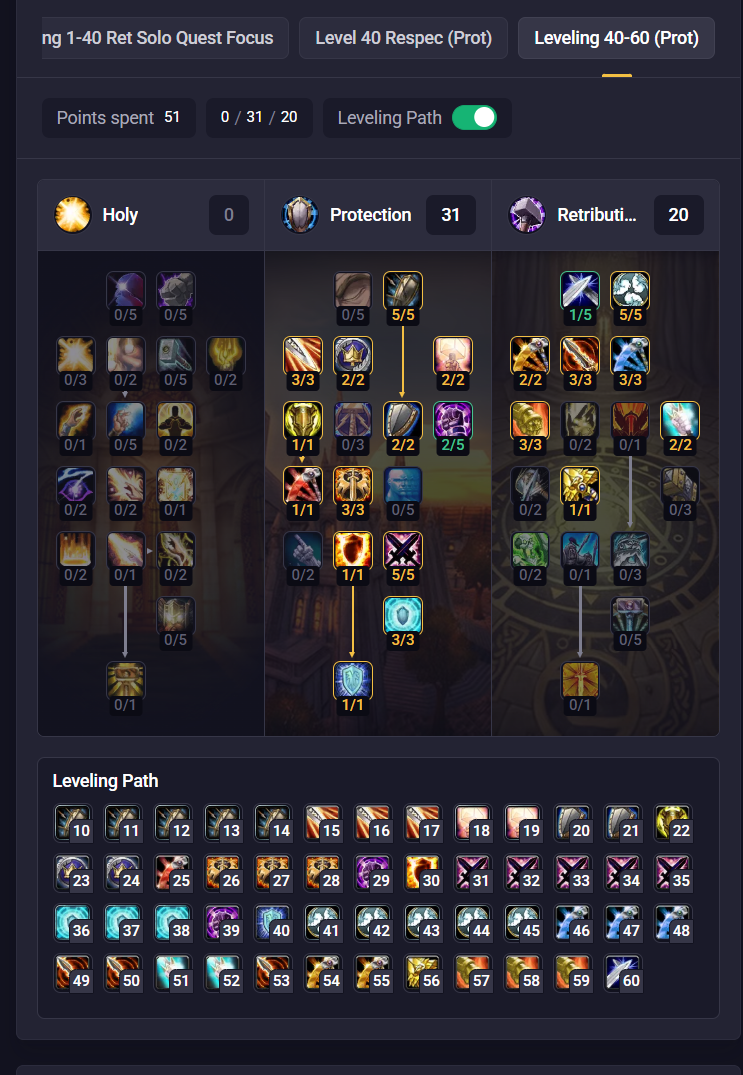 ng 1-40 Ret Solo Quest Focus Level 40 Respec (Prot) Leveling 40-60 (Prot)
Points spent 51 0 / 31 / 20 Leveling Path
Holy 0 Protection 31 Retributi... 20
0/5 0/5 0/5 5/5 1/5 5/5
0/3 0/2 0/5 0/2 3/3 2/2 2/2 2/2 3/3 3/3
0/1 0/5 0/2 1/1 0/3 2/2 2/5 3/3 0/2 0/1 2/2
0/2 0/2 0/1 1/1 3/3 0/5 0/2 1/1 0/3
0/2 0/1 0/2 0/2 1/1 5/5 0/2 0/1 0/3
0/5 3/3 0/5
0/1 1/1 0/1
Leveling Path
10 11 12 13 14 15 16 17 18 19 20 21 22
23 24 25 26 27 28 29 30 31 32 33 34 35
36 37 38 39 40 41 42 43 44 45 46 47 48
49 50 51 52 53 54 55 56 57 58 59 60